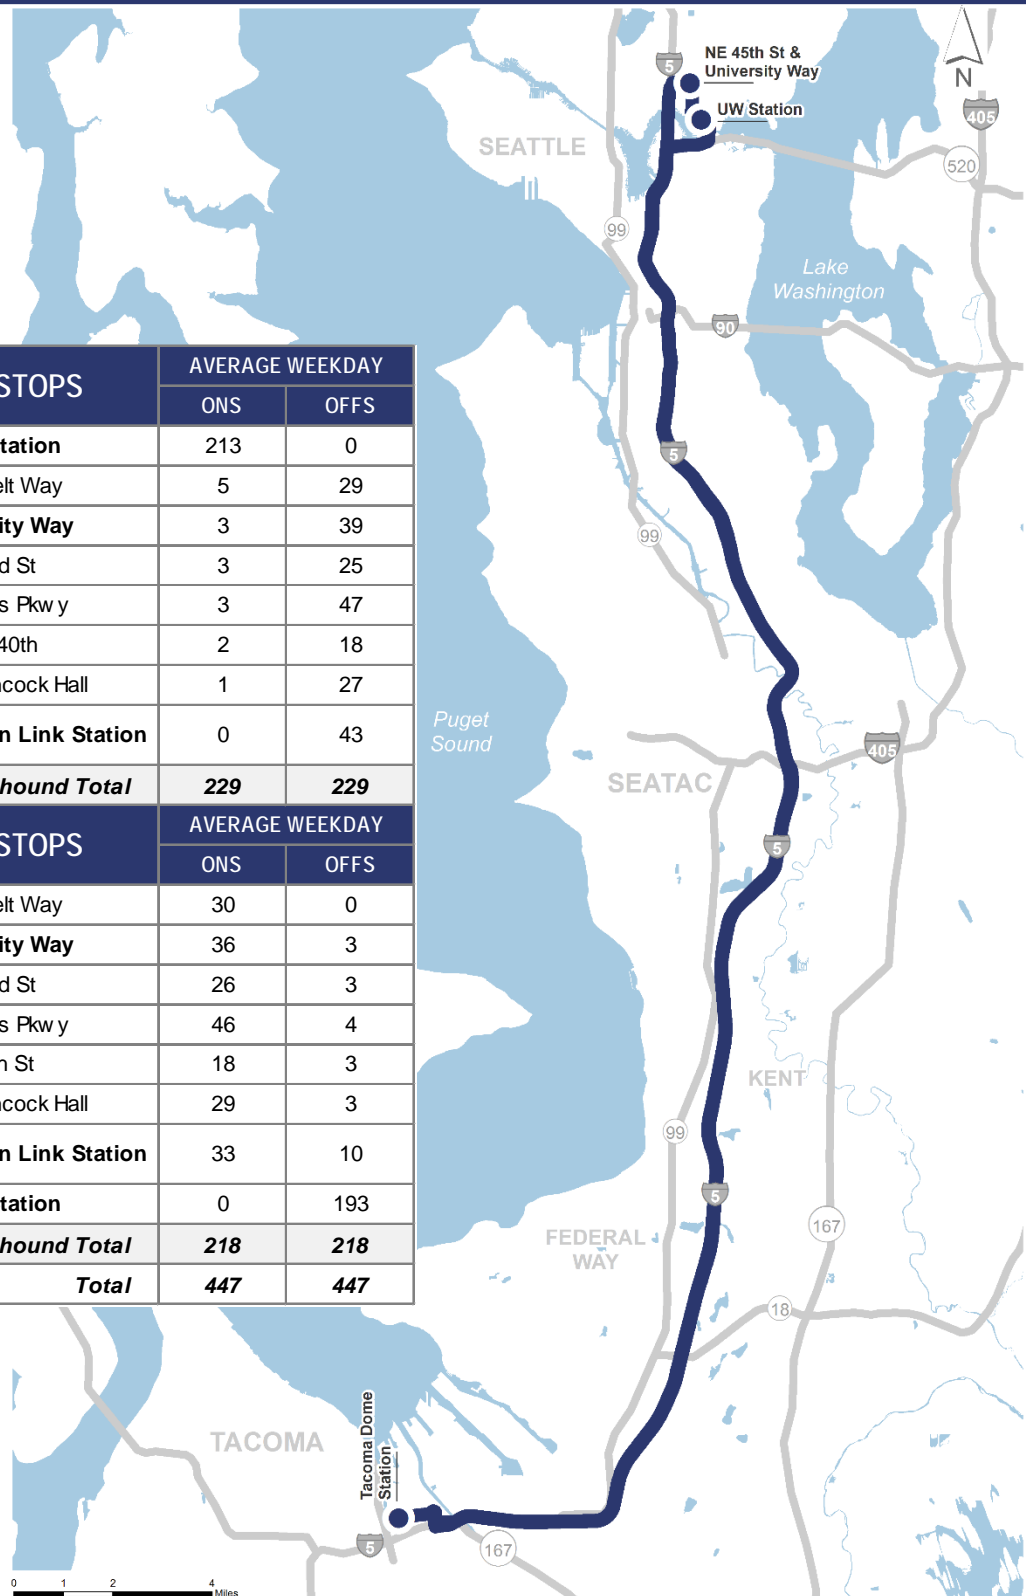 NE 45th St &
University Way
UW Station
N
5
405
SEATTLE
520
99
Lake
Washington
90
STOPS AVERAGE WEEKDAY
ONS OFFS
tation 213 0
elt Way 5 29
ity Way 3 39
d St 3 25
s Pkwy 3 47
40th 2 18
ncock Hall 1 27
n Link Station 0 43
hound Total 229 229
STOPS AVERAGE WEEKDAY
ONS OFFS
elt Way 30 0
ity Way 36 3
d St 26 3
s Pkwy 46 4
n St 18 3
ncock Hall 29 3
n Link Station 33 10
tation 0 193
hound Total 218 218
Total 447 447
5
99
Puget
Sound
405
SEATAC
5
KENT
99
5
FEDERAL
WAY
167
18
TACOMA
Tacoma Dome
Station
5
167
0 1 2 4
Miles